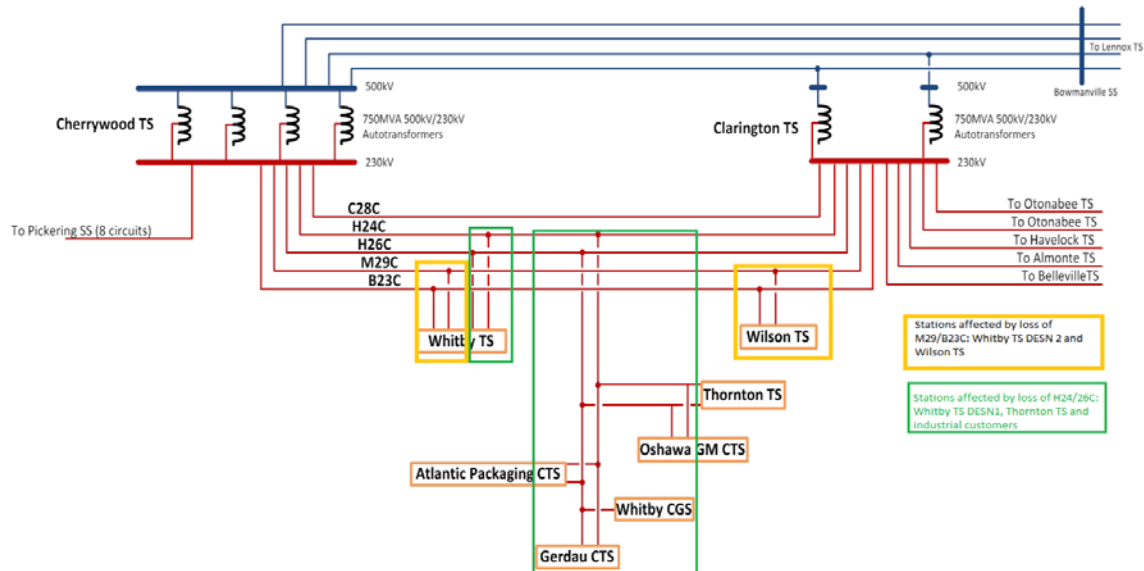 To Lennox TS
500kV
500kV
Bowmanville SS
Cherrywood TS
750MVA 500kV/230kV
Autotransformers
Clarington TS
750MVA 500kV/230kV
Autotransformers
230kV
230kV
C28C
To Otonabee TS
H24C
To Pickering SS (8 circuits)
To Otonabee TS
H26C
To Havelock TS
M29C
To Almonte TS
B23C
To BellevilleTS
Whitby TS
Wilson TS
Stations affected by loss of
M29/B23C: Whitby TS DESN 2 and
Wilson TS
Thornton TS
Stations affected by loss of H24/26C:
Whitby TS DESN1, Thornton TS and
industrial customers
Oshawa GM CTS
Atlantic Packaging CTS
Whitby CGS
Gerdau CTS